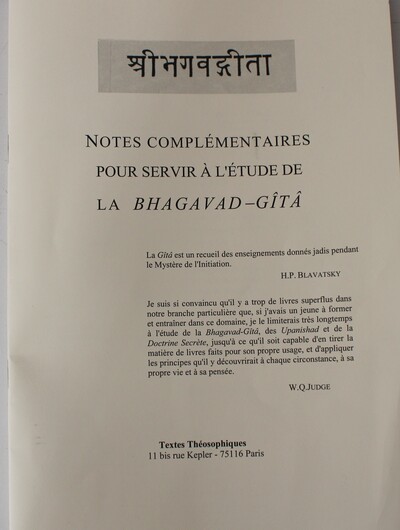 श्रीभगवद्गीता
NOTES COMPLÉMENTAIRES
POUR SERVIR À L'ÉTUDE DE
LA BHAGAVAD–GÎTÂ
La Gîtâ est un recueil des enseignements donnés jadis pendant
le Mystère de l'Initiation.
H.P. BLAVATSKY
Je suis si convaincu qu'il y a trop de livres superflus dans
notre branche particulière que, si j'avais un jeune à former
et entraîner dans ce domaine, je le limiterais très longtemps
à l'étude de la Bhagavad-Gîtâ, des Upanishad et de la
Doctrine Secrète, jusqu'à ce qu'il soit capable d'en tirer la
matière de livres faits pour son propre usage, et d'appliquer
les principes qu'il y découvrirait à chaque circonstance, à sa
propre vie et à sa pensée.
W.Q.JUDGE
Textes Théosophiques
11 bis rue Kepler - 75116 Paris